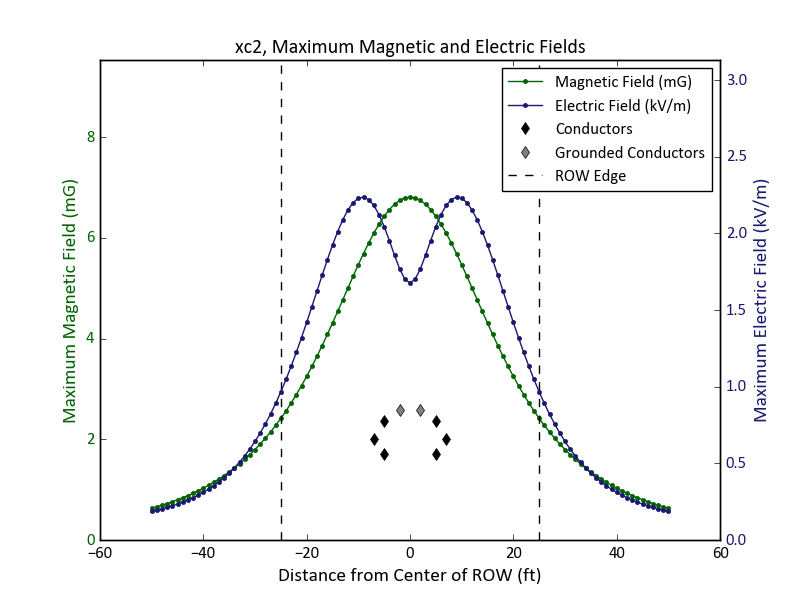 xc2, Maximum Magnetic and Electric Fields
Magnetic Field (mG)
Electric Field (kV/m)
Conductors
Grounded Conductors
ROW Edge
Maximum Magnetic Field (mG)
8
6
4
2
0
3.0
2.5
2.0
1.5
1.0
0.5
0.0
Maximum Electric Field (kV/m)
−60 −40 −20 0 20 40 60
Distance from Center of ROW (ft)